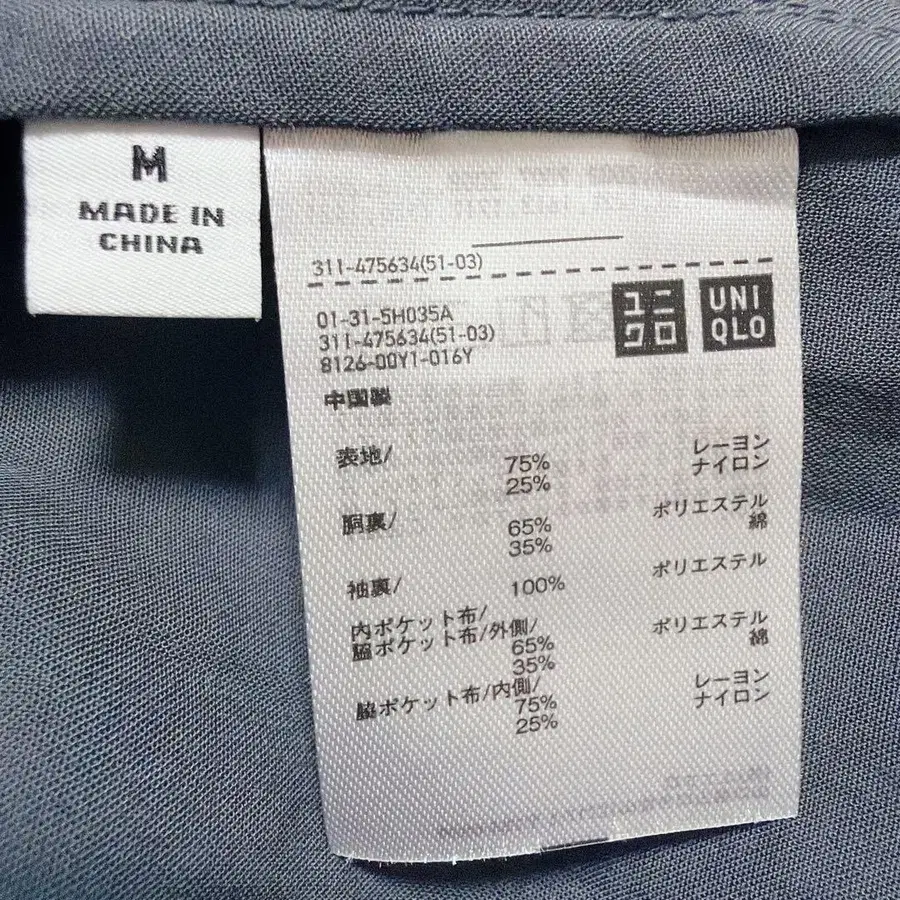 M
MADE IN
CHINA
311-475634(51-03)
01-31-5H035A
311-475634(51-03)
8126-00Y1-016Y
ユニ
クロ
UNI
QLO
中国製
表地/ 75% レーヨン
25% ナイロン
胴裏/ 65% ポリエステル
35% 綿
袖裏/ 100% ポリエステル
内ポケット布/
脇ポケット布/外側/
65% ポリエステル
35% 綿
脇ポケット布/内側/
75% レーヨン
25% ナイロン